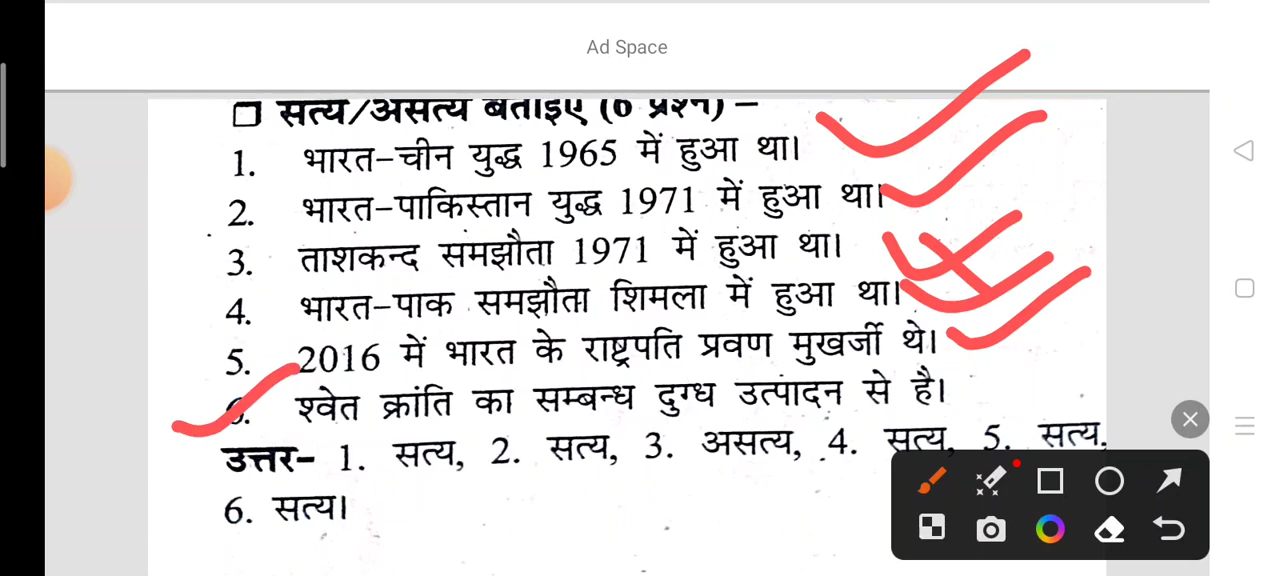 Ad Space
□ सत्य/असत्य बताइए (6 प्रश्न) –
1. भारत-चीन युद्ध 1965 में हुआ था।
2. भारत-पाकिस्तान युद्ध 1971 में हुआ था।
3. ताशकन्द समझौता 1971 में हुआ था।
4. भारत-पाक समझौता शिमला में हुआ था।
5. 2016 में भारत के राष्ट्रपति प्रवण मुखर्जी थे।
6. श्वेत क्रांति का सम्बन्ध दुग्ध उत्पादन से है।
उत्तर– 1. सत्य, 2. सत्य, 3. असत्य, 4. सत्य, 5. सत्य,
6. सत्य।